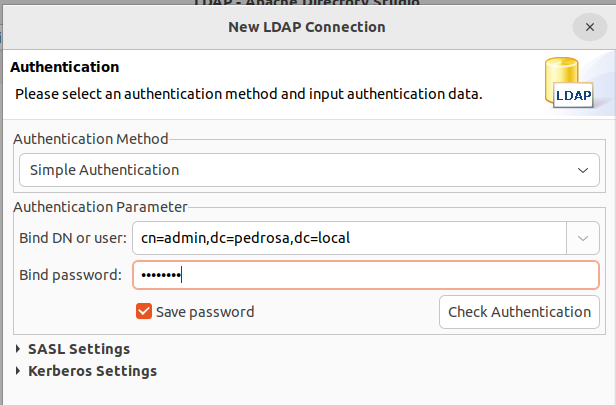 LDAP - Apache Directory Studio
New LDAP Connection
Authentication
Please select an authentication method and input authentication data.
LDAP
Authentication Method
Simple Authentication
Authentication Parameter
Bind DN or user: cn=admin,dc=pedrosa,dc=local
Bind password: ••••••••
Save password
Check Authentication
SASL Settings
Kerberos Settings